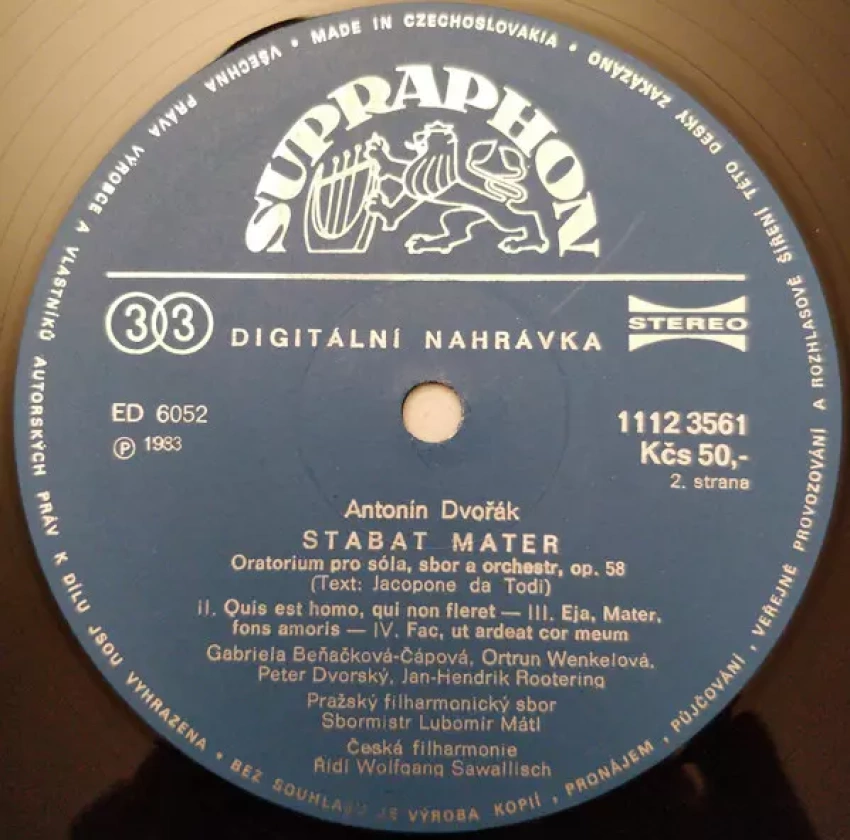 • MADE IN CZECHOSLOVAKIA •
VŠECHNA PRÁVA VÝROBCE A VLASTNÍKŮ AUTORSKÝCH PRÁV K DÍLU JSOU VYHRAZENA • BEZ SOUHLASU JE VÝROBA KOPIÍ, PRONÁJEM, PŮJČOVÁNÍ, VEŘEJNÉ PROVOZOVÁNÍ A ROZHLASOVÉ ŠÍŘENÍ TÉTO DESKY ZAKÁZÁNO
SUPRAPHON
33 DIGITÁLNÍ NAHRÁVKA STEREO
ED 6052 1112 3561
Ⓟ 1983 Kčs 50,-
2. strana
Antonín Dvořák
STABAT MATER
Oratorium pro sóla, sbor a orchestr, op. 58
(Text: Jacopone da Todi)
II. Quis est homo, qui non fleret — III. Eja, Mater,
fons amoris — IV. Fac, ut ardeat cor meum
Gabriela Beňačková-Čápová, Ortrun Wenkelová,
Peter Dvorský, Jan-Hendrik Rootering
Pražský filharmonický sbor
Sbormistr Lubomír Mátl
Česká filharmonie
Řídí Wolfgang Sawallisch